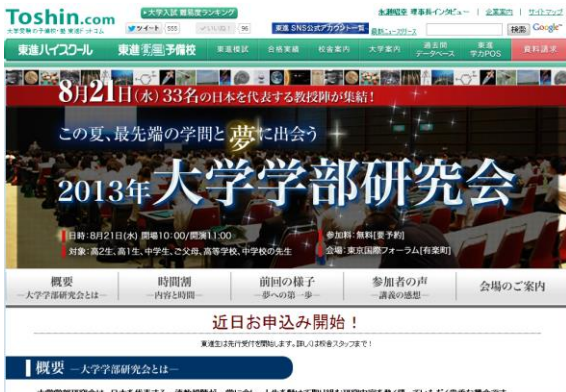 Toshin.com
大学受験の予備校・塾 東進ドットコム
大学入試 難易度ランキング
ツイート 555
いいね! 96
東進 SNS公式アカウント一覧
永瀬昭幸 理事長インタビュー | 企業案内 | サイトマップ
最新ニュースリリース
検索 Google
東進ハイスクール
東進衛星予備校
東進模試
合格実績
校舎案内
大学案内
過去問データベース
東進学力POS
資料請求
8月21日(水) 33名の日本を代表する教授陣が集結!
この夏、最先端の学問と夢に出会う
2013年大学学部研究会
日時:8月21日(水) 開場10:00/開演11:00
参加料:無料[要予約]
対象:高2生、高1生、中学生、ご父母、高等学校、中学校の先生
会場:東京国際フォーラム[有楽町]
概要
―大学学部研究会とは―
時間割
―内容と時間―
前回の様子
―夢への第一歩―
参加者の声
―講義の感想―
会場のご案内
近日お申込み開始!
東進生は先行受付を開始します。詳しくは校舎スタッフまで!
概要 ―大学学部研究会とは―